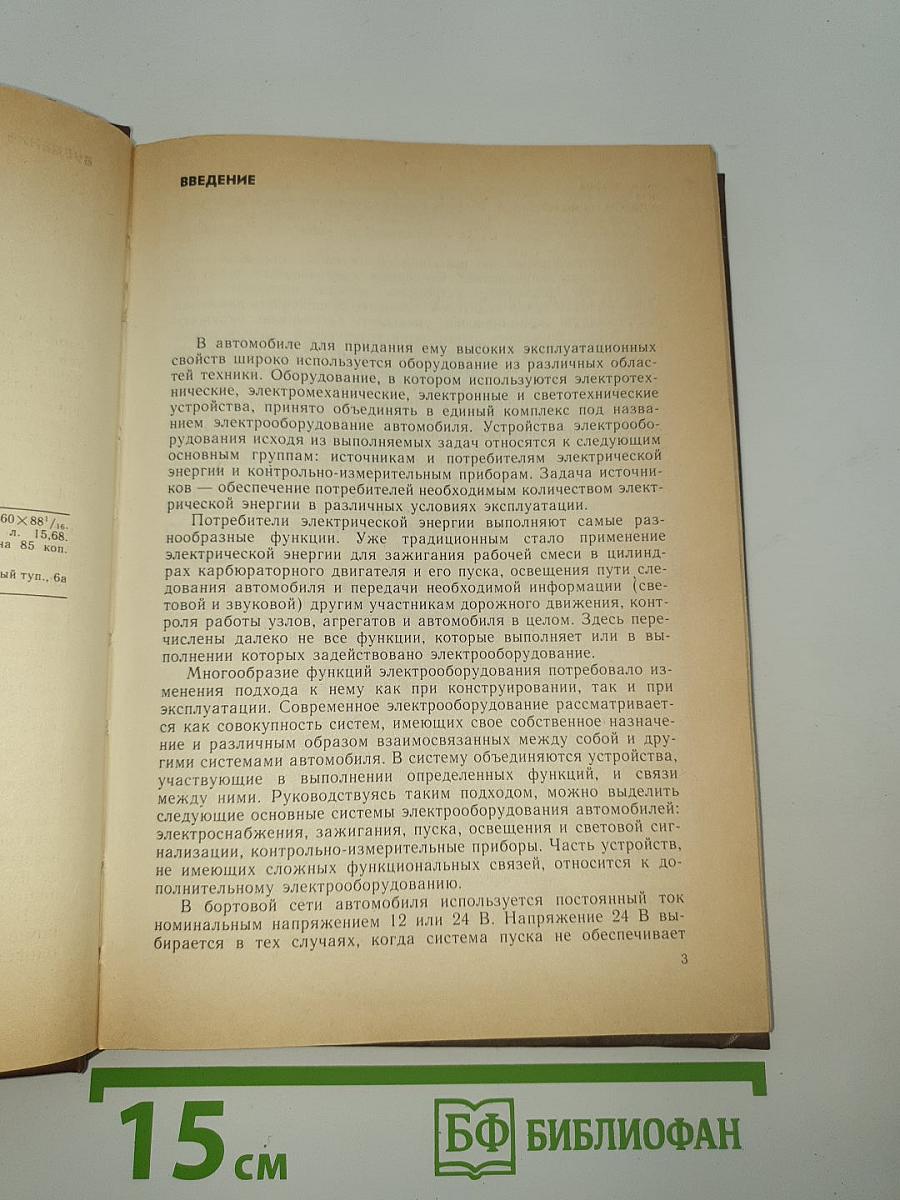 60×88¹/₁₆.
л. 15,68.
на 85 коп.
ый туп., 6а
ВВЕДЕНИЕ
В автомобиле для придания ему высоких эксплуатационных
свойств широко используется оборудование из различных облас-
тей техники. Оборудование, в котором используются электротех-
нические, электромеханические, электронные и светотехнические
устройства, принято объединять в единый комплекс под назва-
нием электрооборудование автомобиля. Устройства электрообо-
рудования исходя из выполняемых задач относятся к следующим
основным группам: источникам и потребителям электрической
энергии и контрольно-измерительным приборам. Задача источни-
ков — обеспечение потребителей необходимым количеством элект-
рической энергии в различных условиях эксплуатации.
Потребители электрической энергии выполняют самые раз-
нообразные функции. Уже традиционным стало применение
электрической энергии для зажигания рабочей смеси в цилинд-
рах карбюраторного двигателя и его пуска, освещения пути сле-
дования автомобиля и передачи необходимой информации (све-
товой и звуковой) другим участникам дорожного движения, конт-
роля работы узлов, агрегатов и автомобиля в целом. Здесь пере-
числены далеко не все функции, которые выполняет или в вы-
полнении которых задействовано электрооборудование.
Многообразие функций электрооборудования потребовало из-
менения подхода к нему как при конструировании, так и при
эксплуатации. Современное электрооборудование рассматривает-
ся как совокупность систем, имеющих свое собственное назначе-
ние и различным образом взаимосвязанных между собой и дру-
гими системами автомобиля. В систему объединяются устройства,
участвующие в выполнении определенных функций, и связи
между ними. Руководствуясь таким подходом, можно выделить
следующие основные системы электрооборудования автомобилей:
электроснабжения, зажигания, пуска, освещения и световой сиг-
нализации, контрольно-измерительные приборы. Часть устройств,
не имеющих сложных функциональных связей, относится к до-
полнительному электрооборудованию.
В бортовой сети автомобиля используется постоянный ток
номинальным напряжением 12 или 24 В. Напряжение 24 В вы-
бирается в тех случаях, когда система пуска не обеспечивает
3
15 см
БФ БИБЛИОФАН